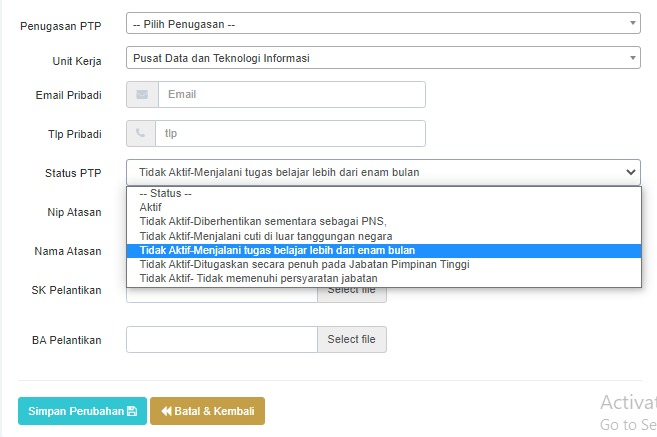 Penugasan PTP
-- Pilih Penugasan --
Unit Kerja
Pusat Data dan Teknologi Informasi
Email Pribadi
Email
Tlp Pribadi
tlp
Status PTP
Tidak Aktif-Menjalani tugas belajar lebih dari enam bulan
-- Status --
Aktif
Tidak Aktif-Diberhentikan sementara sebagai PNS,
Tidak Aktif-Menjalani cuti di luar tanggungan negara
Tidak Aktif-Menjalani tugas belajar lebih dari enam bulan
Tidak Aktif-Ditugaskan secara penuh pada Jabatan Pimpinan Tinggi
Tidak Aktif- Tidak memenuhi persyaratan jabatan
Nip Atasan
Nama Atasan
SK Pelantikan
Select file
BA Pelantikan
Select file
Simpan Perubahan
Batal & Kembali
Activat
Go to Se